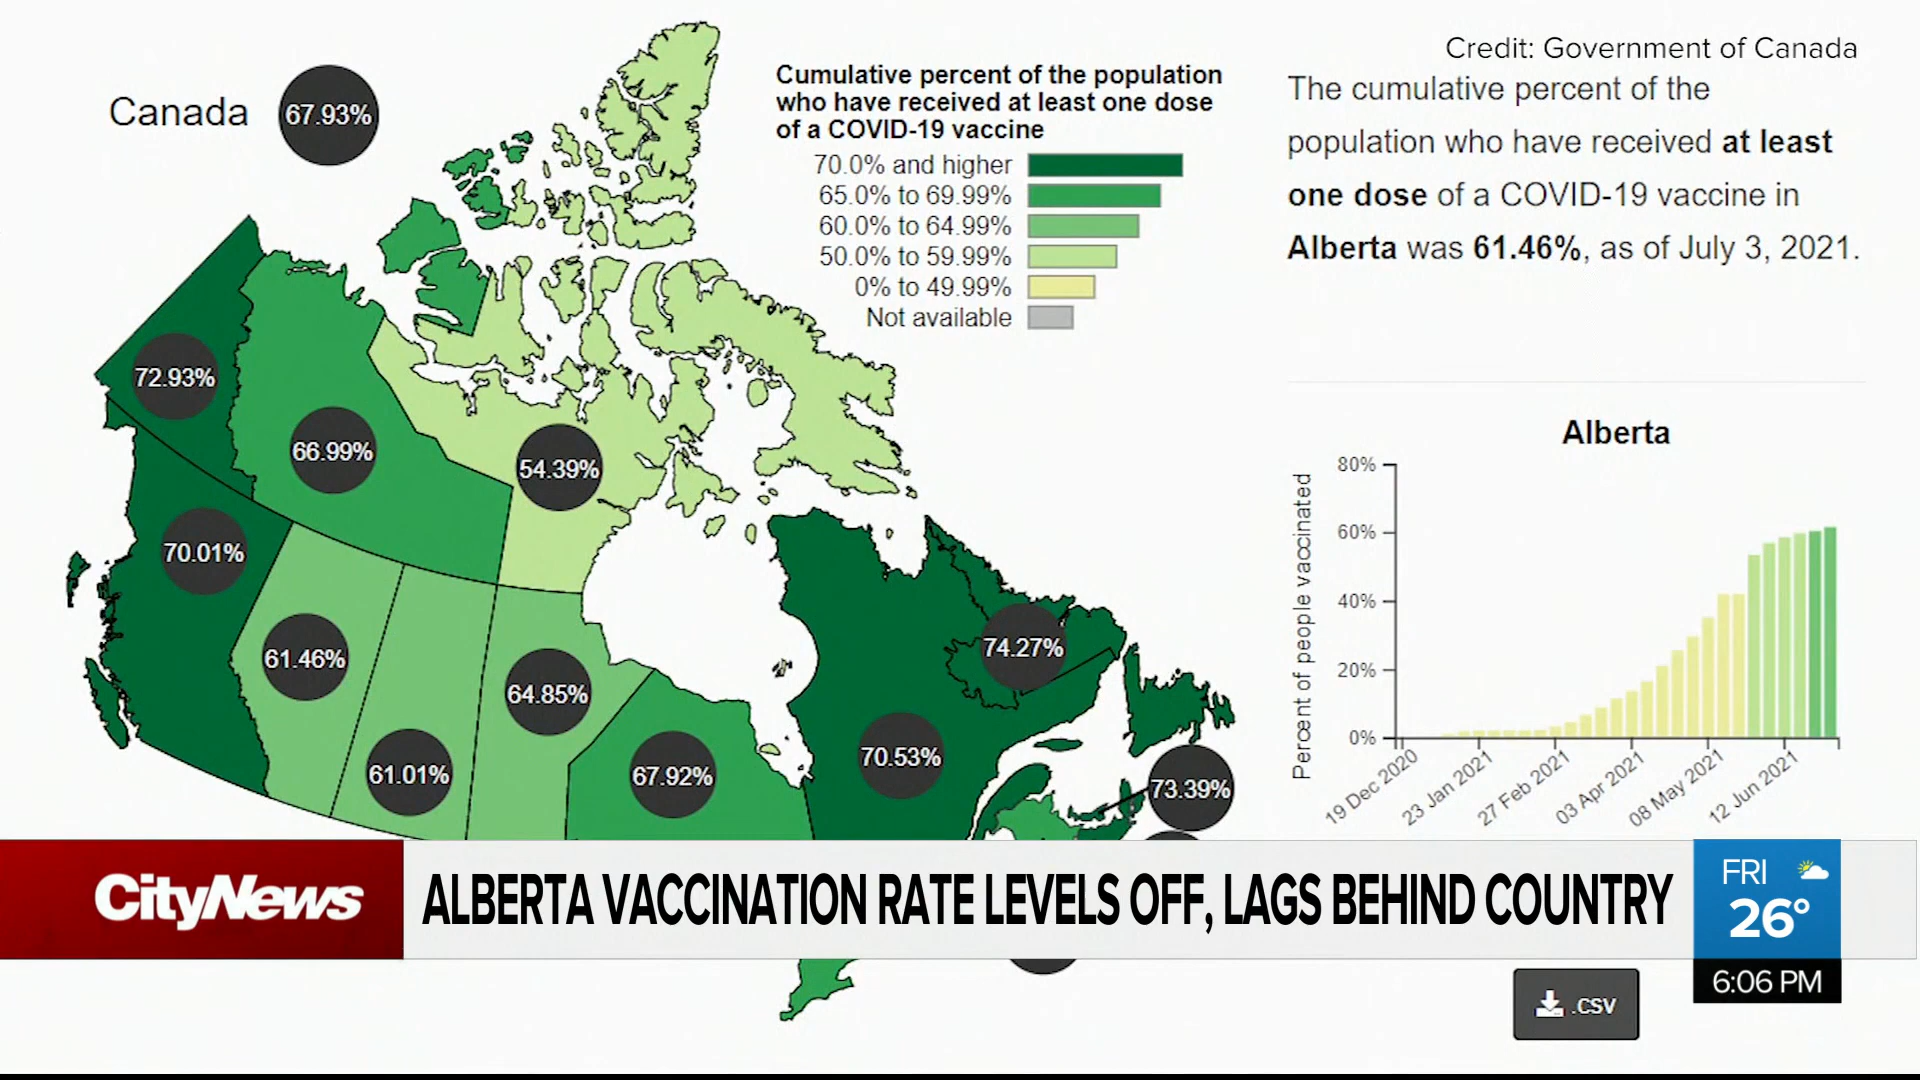 Credit: Government of Canada
Canada
67.93%
Cumulative percent of the population
who have received at least one dose
of a COVID-19 vaccine
70.0% and higher
65.0% to 69.99%
60.0% to 64.99%
50.0% to 59.99%
0% to 49.99%
Not available
The cumulative percent of the
population who have received at least
one dose of a COVID-19 vaccine in
Alberta was 61.46%, as of July 3, 2021.
72.93%
66.99%
54.39%
70.01%
61.46%
64.85%
61.01%
67.92%
70.53%
74.27%
73.39%
Alberta
Percent of people vaccinated
80%
60%
40%
20%
0%
19 Dec 2020
23 Jan 2021
27 Feb 2021
03 Apr 2021
08 May 2021
12 Jun 2021
CityNews
ALBERTA VACCINATION RATE LEVELS OFF, LAGS BEHIND COUNTRY
FRI
26°
6:06 PM
.CSV